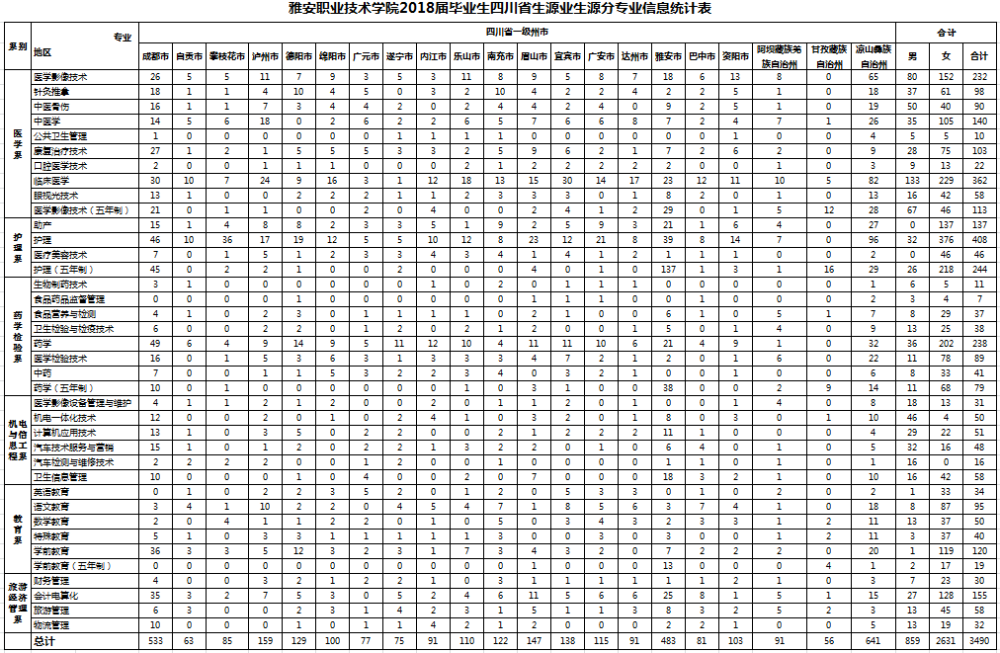 雅安职业技术学院2018届毕业生四川省生源业生源分专业信息统计表
系别 专业 地区 四川省一级州市 合计
成都市 自贡市 攀枝花市 泸州市 德阳市 绵阳市 广元市 遂宁市 内江市 乐山市 南充市 眉山市 宜宾市 广安市 达州市 雅安市 巴中市 资阳市 阿坝藏族羌族自治州 甘孜藏族自治州 凉山彝族自治州 男 女 合计
医学系
医学影像技术 26 5 5 11 7 9 3 5 3 11 8 9 5 8 7 18 6 13 8 0 65 80 152 232
针灸推拿 18 1 1 4 10 4 5 0 3 2 10 4 2 2 4 2 2 5 1 0 18 37 61 98
中医骨伤 16 1 1 7 3 4 4 2 0 2 4 4 2 4 0 9 2 5 1 0 19 50 40 90
中医学 14 5 6 18 0 2 6 2 2 6 5 7 6 6 8 7 2 4 7 1 26 35 105 140
公共卫生管理 1 0 0 0 0 0 0 1 1 1 1 0 0 0 0 0 0 1 0 0 4 5 5 10
康复治疗技术 27 1 2 1 5 5 5 3 3 2 5 9 6 2 1 7 2 6 2 0 9 28 75 103
口腔医学技术 2 0 0 1 1 1 0 0 0 2 1 2 2 2 2 2 0 0 1 0 3 9 13 22
临床医学 30 10 7 24 9 16 3 1 12 18 13 15 30 14 17 23 12 11 10 5 82 133 229 362
眼视光技术 13 1 0 0 2 2 2 1 1 2 3 3 3 0 1 8 2 0 1 0 13 16 42 58
医学影像技术（五年制） 21 0 1 1 0 0 2 0 4 0 0 2 4 1 2 29 0 1 5 12 28 67 46 113
护理系
助产 15 1 4 8 8 2 3 3 5 1 9 2 5 9 3 21 1 6 4 0 27 0 137 137
护理 46 10 36 17 19 12 5 5 10 12 8 23 12 21 8 39 8 14 7 0 96 32 376 408
医疗美容技术 7 0 1 5 1 2 3 3 4 3 4 1 4 1 2 1 1 1 0 0 2 0 46 46
护理（五年制） 45 0 2 2 1 0 0 2 0 0 0 4 0 1 0 137 1 3 1 16 29 26 218 244
药学检验系
生物制药技术 3 1 0 0 0 0 0 0 1 0 2 0 1 1 1 0 0 0 0 0 1 6 5 11
食品药品监督管理 0 0 0 0 1 0 0 0 0 0 0 1 1 1 0 0 1 0 0 0 2 3 4 7
食品营养与检测 4 1 0 2 3 0 1 1 1 1 0 2 1 0 0 6 1 0 5 1 7 8 29 37
卫生检验与检疫技术 6 0 0 2 2 0 1 2 0 2 1 2 0 0 1 5 0 1 4 0 9 13 25 38
药学 49 6 4 9 14 9 5 11 12 10 4 11 11 10 6 21 4 9 1 0 32 36 202 238
医学检验技术 16 0 1 5 3 6 3 1 3 3 3 4 7 2 1 2 0 1 6 0 22 11 78 89
中药 7 0 0 1 1 5 3 2 2 3 4 0 3 2 1 0 0 1 0 0 6 8 33 41
药学（五年制） 10 0 1 0 0 0 0 0 0 1 0 3 1 0 0 38 0 0 2 9 14 11 68 79
机电与信息工程系
医学影像设备管理与维护 4 1 1 2 1 2 0 0 2 0 1 1 2 0 1 0 0 1 4 0 8 18 13 31
机电一体化技术 12 0 0 2 0 1 0 2 4 1 0 3 2 0 1 8 0 3 0 1 10 46 4 50
计算机应用技术 13 1 0 3 5 0 2 2 0 0 2 1 2 2 2 11 1 0 0 0 4 29 22 51
汽车技术服务与营销 15 1 0 1 2 0 2 2 1 3 2 2 0 1 0 6 4 0 1 0 5 32 16 48
汽车检测与维修技术 2 2 2 2 0 0 1 2 0 0 1 0 0 0 0 1 1 0 1 0 1 16 0 16
卫生信息管理 10 0 0 0 1 0 4 0 0 2 0 7 0 0 0 18 3 2 1 0 10 16 42 58
教育系
英语教育 0 1 0 2 2 3 5 2 0 1 2 0 5 3 3 0 1 0 2 0 2 1 33 34
语文教育 3 4 1 10 2 2 0 4 5 4 7 1 8 5 6 3 7 4 1 0 18 8 87 95
数学教育 2 0 4 1 1 2 2 0 1 0 5 0 3 4 3 2 3 3 1 2 11 13 37 50
特殊教育 5 1 0 3 3 1 1 1 1 1 3 0 0 3 0 3 0 0 1 2 11 3 37 40
学前教育 36 3 3 5 12 3 2 3 1 7 3 4 3 2 0 7 2 2 2 0 20 1 119 120
学前教育（五年制） 0 0 0 0 0 0 0 0 0 0 0 1 0 0 0 13 0 0 0 4 1 2 17 19
旅游经济管理系
财务管理 4 0 0 3 2 1 2 2 1 0 3 1 1 1 1 1 1 2 1 0 3 7 23 30
会计电算化 35 3 2 7 5 3 0 5 2 4 6 11 5 6 6 25 8 1 5 1 15 27 128 155
旅游管理 6 3 0 0 2 3 1 4 2 3 1 5 1 1 3 8 3 2 5 2 3 13 45 58
物流管理 10 0 0 0 1 0 1 1 4 2 1 2 0 0 0 2 2 1 0 0 5 13 19 32
总计 533 63 85 159 129 100 77 75 91 110 122 147 138 115 91 483 81 103 91 56 641 859 2631 3490